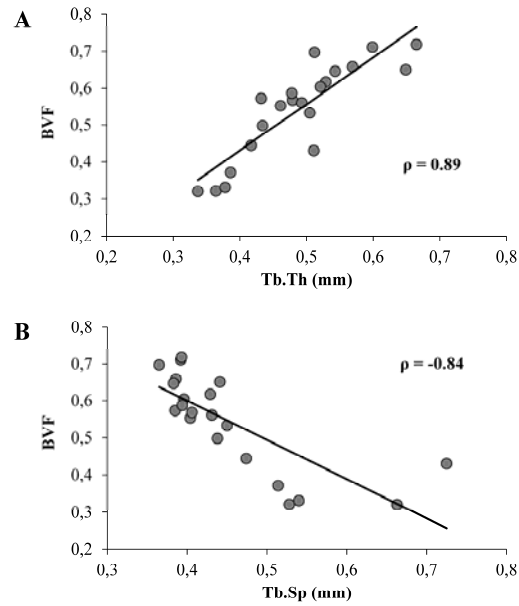 A
0,8
0,7
0,6
0,5
0,4
0,3
0,2
BVF
ρ = 0.89
0,2 0,3 0,4 0,5 0,6 0,7 0,8
Tb.Th (mm)
B
0,8
0,7
0,6
0,5
0,4
0,3
0,2
BVF
ρ = -0.84
0,3 0,4 0,5 0,6 0,7 0,8
Tb.Sp (mm)